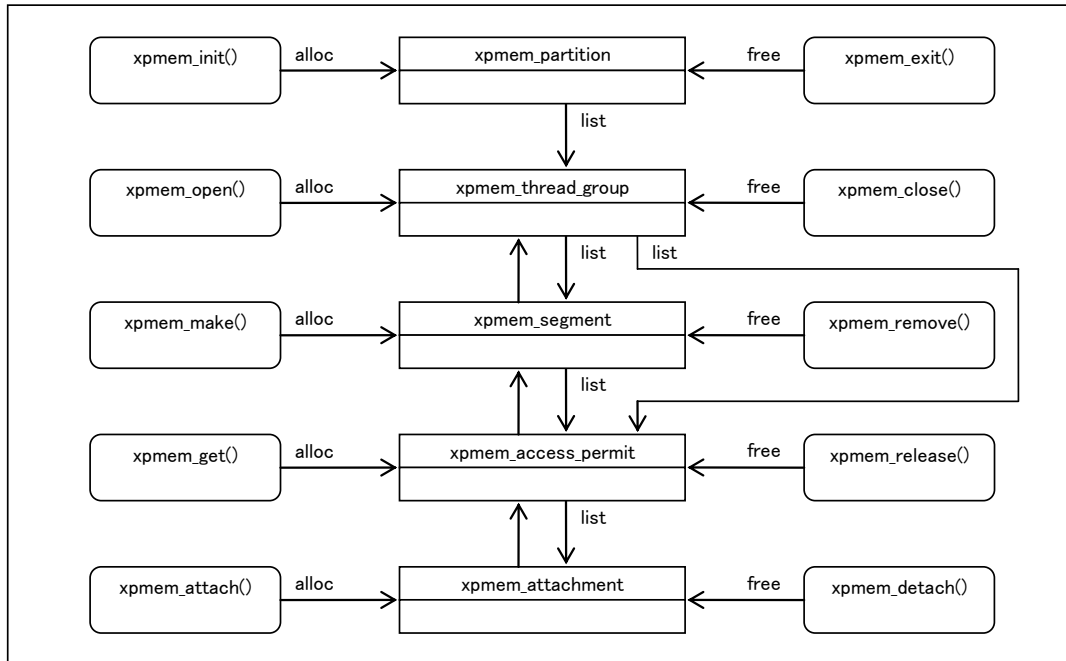 xpmem_init()
alloc
xpmem_partition
free
xpmem_exit()
list
xpmem_open()
alloc
xpmem_thread_group
free
xpmem_close()
list
list
xpmem_make()
alloc
xpmem_segment
free
xpmem_remove()
list
xpmem_get()
alloc
xpmem_access_permit
free
xpmem_release()
list
xpmem_attach()
alloc
xpmem_attachment
free
xpmem_detach()